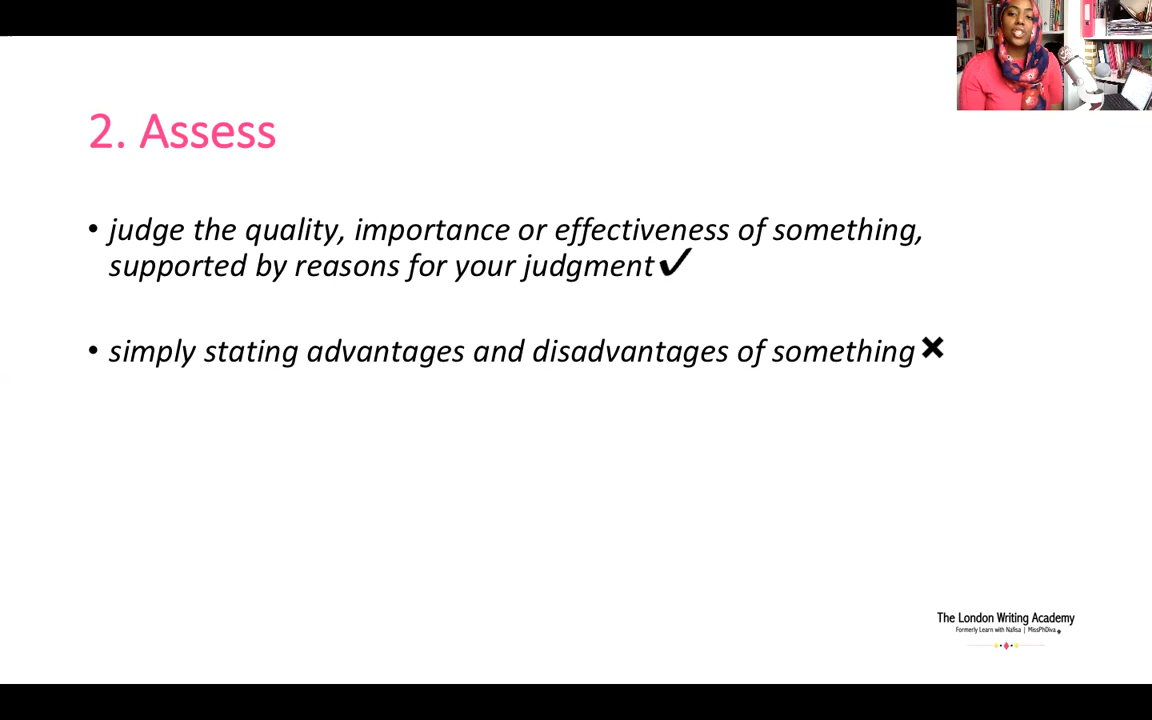 2. Assess
• judge the quality, importance or effectiveness of something,
supported by reasons for your judgment ✔
• simply stating advantages and disadvantages of something ✖
The London Writing Academy
Formerly Learn with Nafisa | MissPhDiva